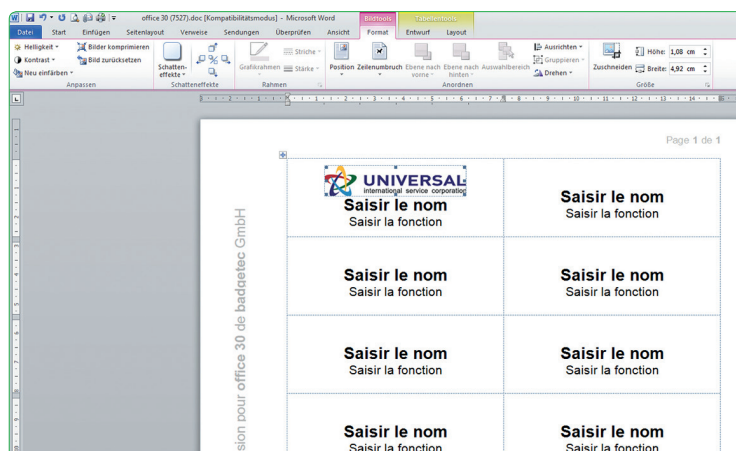 office 30 (7527).doc [Kompatibilitätsmodus] - Microsoft Word
Bildtools
Tabellentools
Datei Start Einfügen Seitenlayout Verweise Sendungen Überprüfen Ansicht Format Entwurf Layout
Helligkeit
Kontrast
Neu einfärben
Bilder komprimieren
Bild zurücksetzen
Anpassen
Schatten-
effekte
Schatteneffekte
Grafikrahmen
Striche
Stärke
Rahmen
Position
Zeilenumbruch
Ebene nach
vorne
Ebene nach
hinten
Auswahlbereich
Ausrichten
Gruppieren
Drehen
Anordnen
Zuschneiden
Höhe: 1,08 cm
Breite: 4,92 cm
Größe
Page 1 de 1
UNIVERSAL
international service corporation
Saisir le nom
Saisir la fonction
Saisir le nom
Saisir la fonction
Saisir le nom
Saisir la fonction
Saisir le nom
Saisir la fonction
Saisir le nom
Saisir la fonction
Saisir le nom
Saisir la fonction
Saisir le nom
Saisir la fonction
Saisir le nom
Saisir la fonction
sion pour office 30 de badgetec GmbH